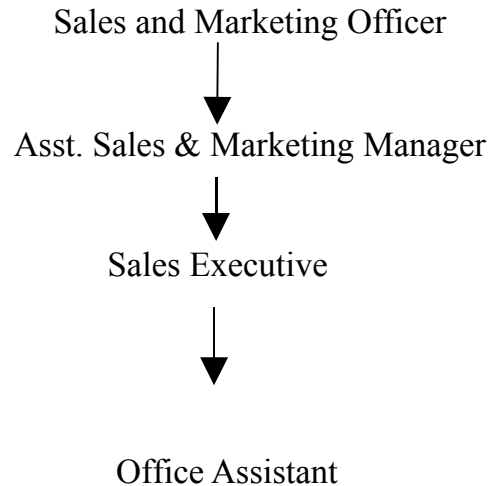 Sales and Marketing Officer
Asst. Sales & Marketing Manager
Sales Executive
Office Assistant